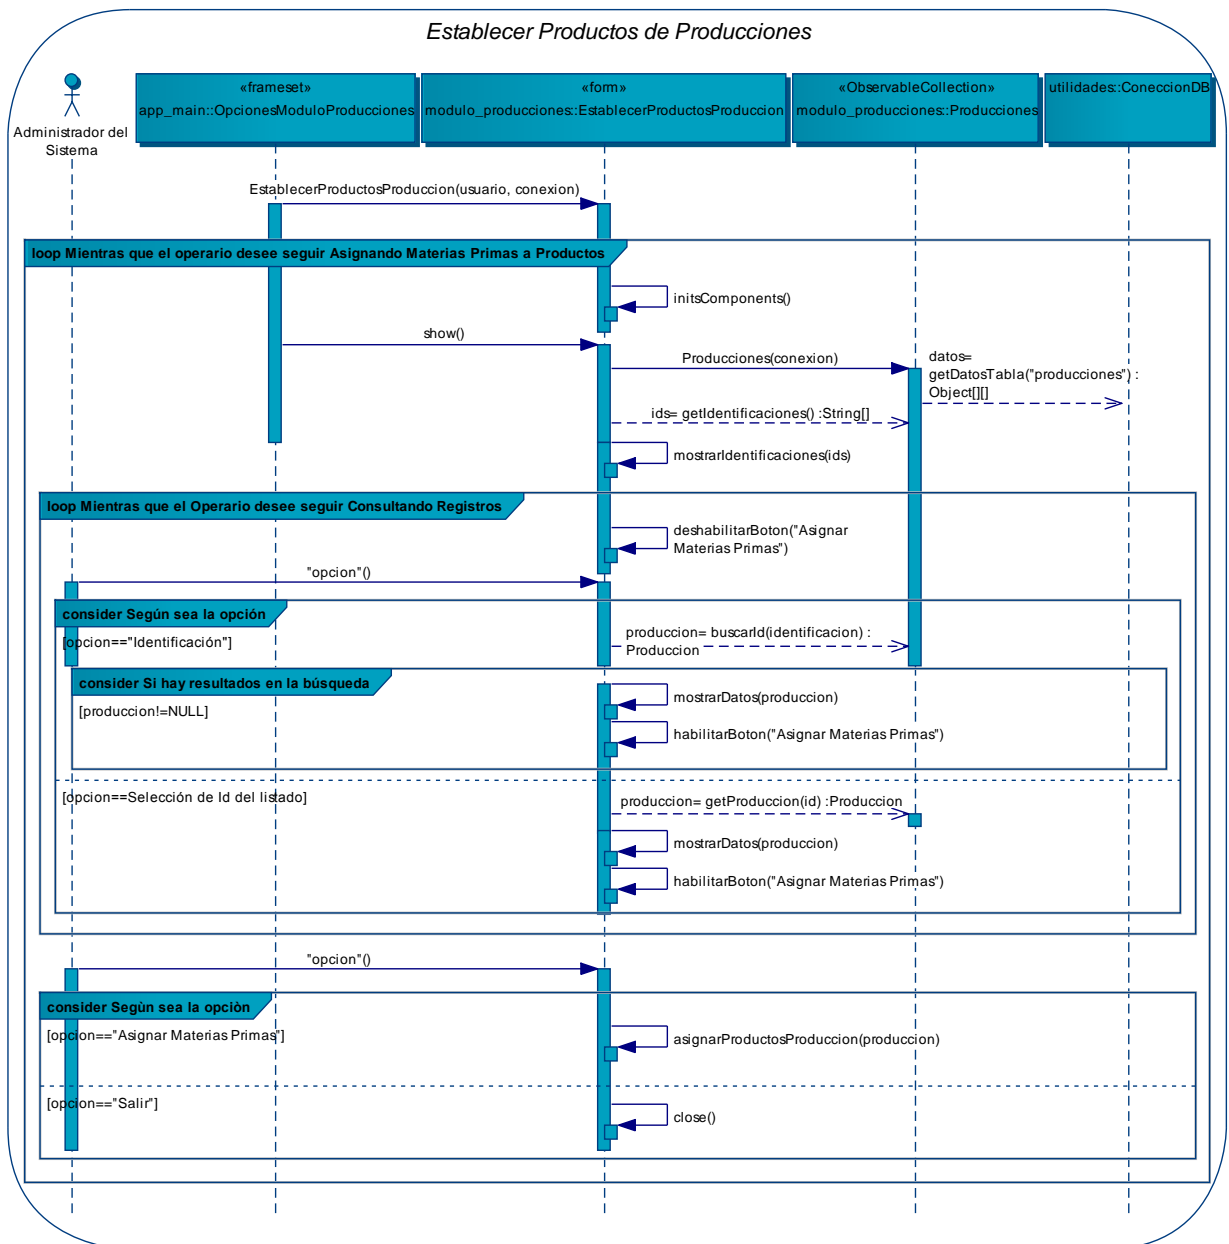 Establecer Productos de Producciones
Administrador del
Sistema
«frameset»
app_main::OpcionesModuloProducciones
«form»
modulo_producciones::EstablecerProductosProduccion
«ObservableCollection»
modulo_producciones::Producciones
utilidades::ConeccionDB
EstablecerProductosProduccion(usuario, conexion)
loop Mientras que el operario desee seguir Asignando Materias Primas a Productos
initsComponents()
show()
Producciones(conexion)
datos=
getDatosTabla("producciones") :
Object[][]
ids= getIdentificaciones() :String[]
mostrarIdentificaciones(ids)
loop Mientras que el Operario desee seguir Consultando Registros
deshabilitarBoton("Asignar
Materias Primas")
"opcion"()
consider Según sea la opción
[opcion=="Identificación"]
produccion= buscarId(identificacion) :
Produccion
consider Si hay resultados en la búsqueda
[produccion!=NULL]
mostrarDatos(produccion)
habilitarBoton("Asignar Materias Primas")
[opcion==Selección de Id del listado]
produccion= getProduccion(id) :Produccion
mostrarDatos(produccion)
habilitarBoton("Asignar Materias Primas")
"opcion"()
consider Segùn sea la opciòn
[opcion=="Asignar Materias Primas"]
asignarProductosProduccion(produccion)
[opcion=="Salir"]
close()